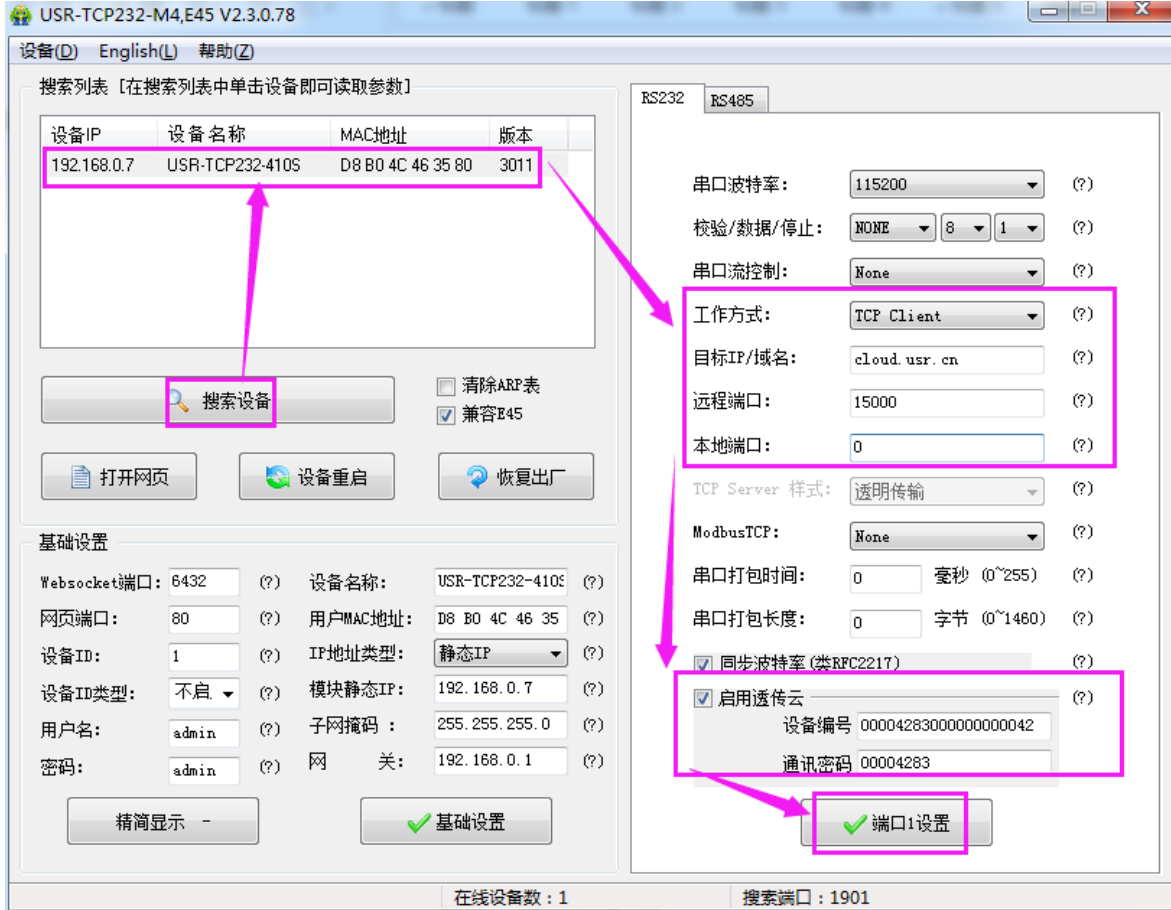 USR-TCP232-M4,E45 V2.3.0.78
设备(D) English(L) 帮助(Z)
搜索列表 [在搜索列表中单击设备即可读取参数]
设备IP 设备名称 MAC地址 版本
192.168.0.7 USR-TCP232-410S D8 B0 4C 46 35 80 3011
搜索设备
清除ARP表
兼容E45
打开网页 设备重启 恢复出厂
基础设置
Websocket端口: 6432 (?) 设备名称: USR-TCP232-410S (?)
网页端口: 80 (?) 用户MAC地址: D8 B0 4C 46 35 (?)
设备ID: 1 (?) IP地址类型: 静态IP (?)
设备ID类型: 不启 (?) 模块静态IP: 192.168.0.7 (?)
用户名: admin (?) 子网掩码 : 255.255.255.0 (?)
密码: admin (?) 网 关: 192.168.0.1 (?)
精简显示 - 基础设置
RS232 RS485
串口波特率: 115200 (?)
校验/数据/停止: NONE 8 1 (?)
串口流控制: None (?)
工作方式: TCP Client (?)
目标IP/域名: cloud.usr.cn (?)
远程端口: 15000 (?)
本地端口: 0 (?)
TCP Server 样式: 透明传输 (?)
ModbusTCP: None (?)
串口打包时间: 0 毫秒 (0~255) (?)
串口打包长度: 0 字节 (0~1460) (?)
同步波特率(类RFC2217) (?)
启用透传云 (?)
设备编号 00004283000000000042
通讯密码 00004283
端口1设置
在线设备数:1 搜索端口:1901